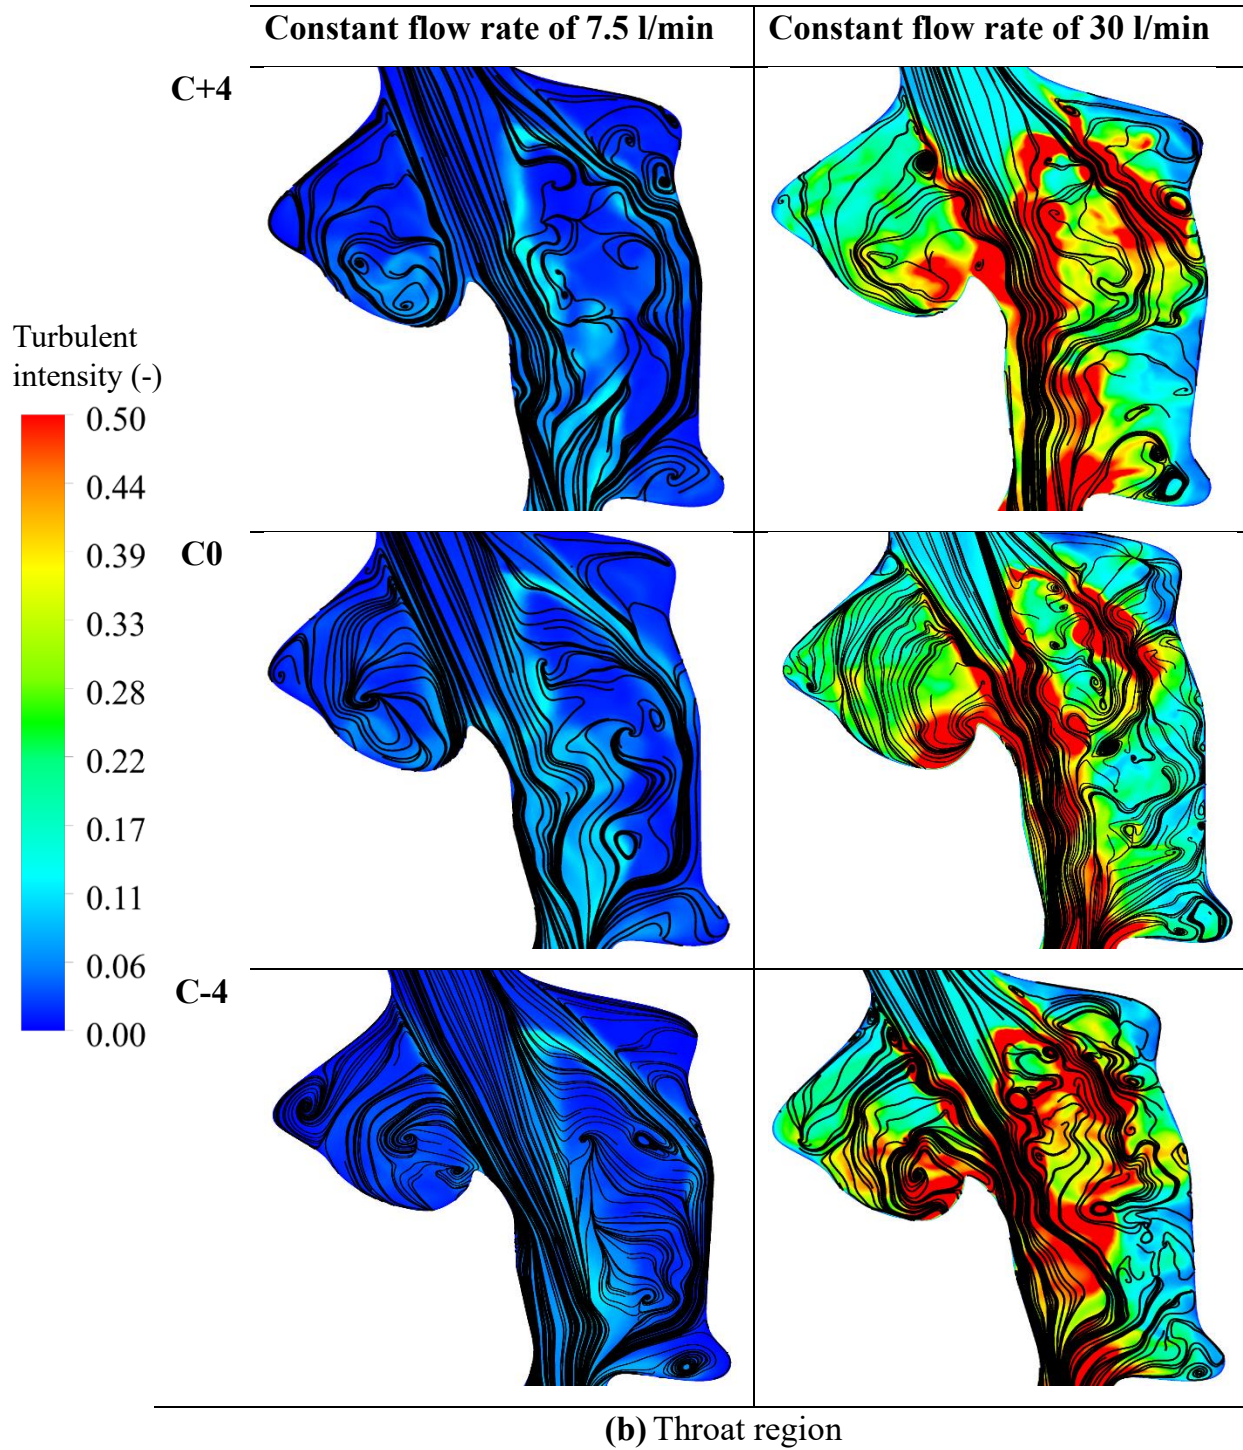 Constant flow rate of 7.5 l/min
Constant flow rate of 30 l/min
C+4
Turbulent
intensity (-)
0.50
0.44
0.39
0.33
0.28
0.22
0.17
0.11
0.06
0.00
C0
C-4
(b) Throat region